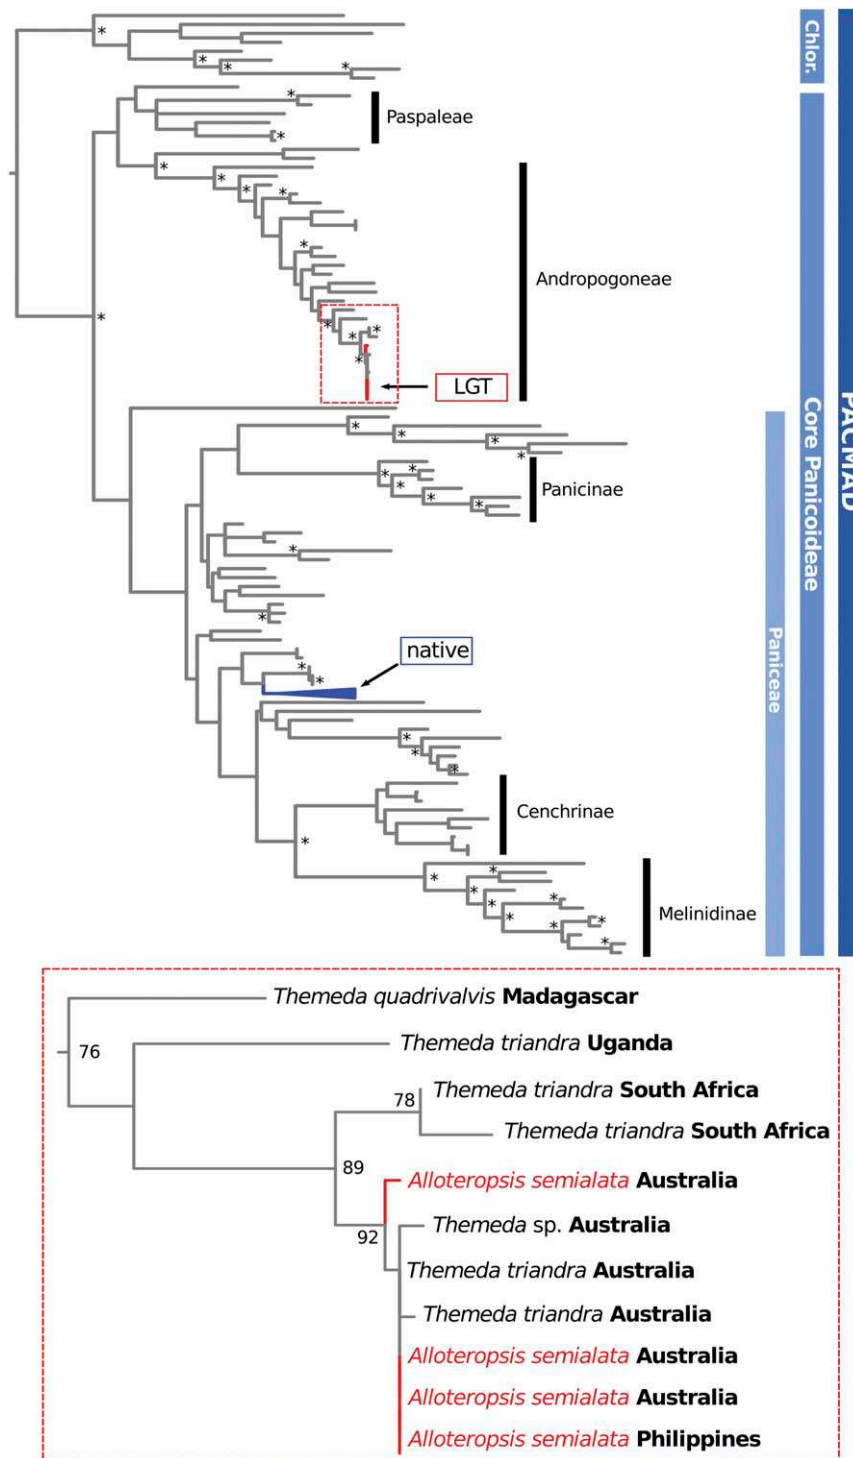 Chlor.
Paspaleae
Andropogoneae
LGT
PACMAD
Core Panicoideae
Panicinae
Paniceae
native
Cenchrinae
Melinidinae
Themeda quadrivalvis Madagascar
76
Themeda triandra Uganda
Themeda triandra South Africa
78
Themeda triandra South Africa
89
Alloteropsis semialata Australia
Themeda sp. Australia
92
Themeda triandra Australia
Themeda triandra Australia
Alloteropsis semialata Australia
Alloteropsis semialata Australia
Alloteropsis semialata Philippines